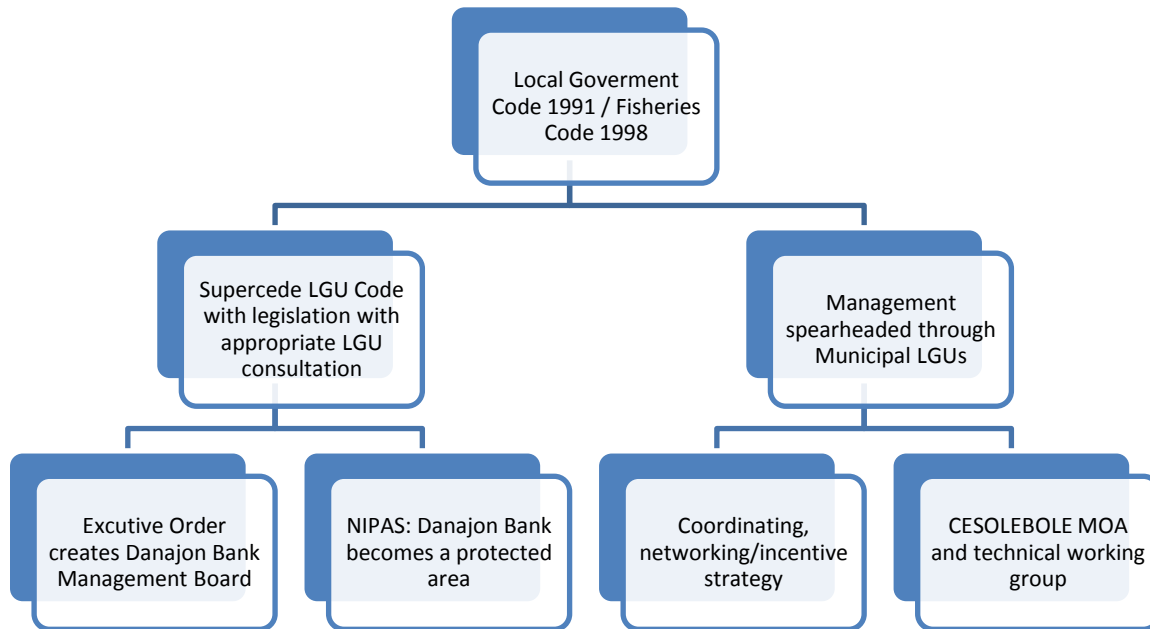 Local Goverment
Code 1991 / Fisheries
Code 1998
Supercede LGU Code
with legislation with
appropriate LGU
consultation
Management
spearheaded through
Municipal LGUs
Excutive Order
creates Danajon Bank
Management Board
NIPAS: Danajon Bank
becomes a protected
area
Coordinating,
networking/incentive
strategy
CESOLEBOLE MOA
and technical working
group